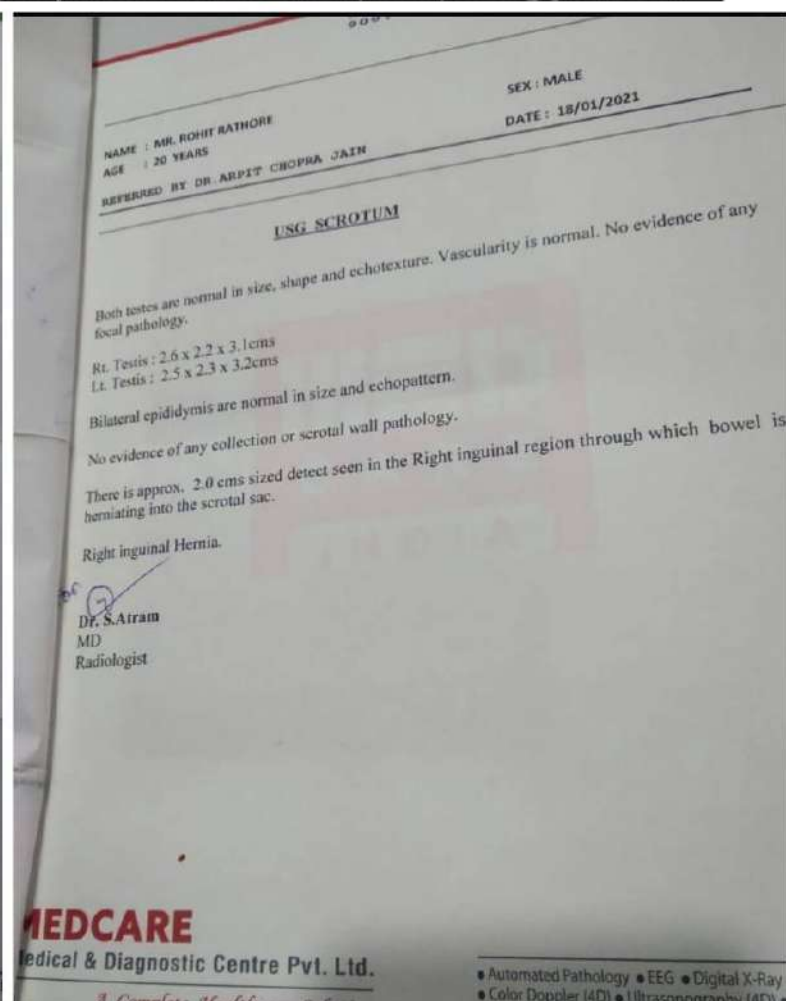 NAME : MR. ROHIT RATHORE
SEX : MALE
AGE : 20 YEARS
DATE : 18/01/2021
REFERRED BY DR. ARPIT CHOPRA JAIN
USG SCROTUM
Both testes are normal in size, shape and echotexture. Vascularity is normal. No evidence of any
focal pathology.
Rt. Testis : 2.6 x 2.2 x 3.1cms
Lt. Testis : 2.5 x 2.3 x 3.2cms
Bilateral epididymis are normal in size and echopattern.
No evidence of any collection or scrotal wall pathology.
There is approx. 2.0 cms sized detect seen in the Right inguinal region through which bowel is
herniating into the scrotal sac.
Right inguinal Hernia.
for
Dr. S.Atram
MD
Radiologist
MEDCARE
Medical & Diagnostic Centre Pvt. Ltd.
• Automated Pathology • EEG • Digital X-Ray
• Color Doppler (4D) • Ultrasonography (4D)